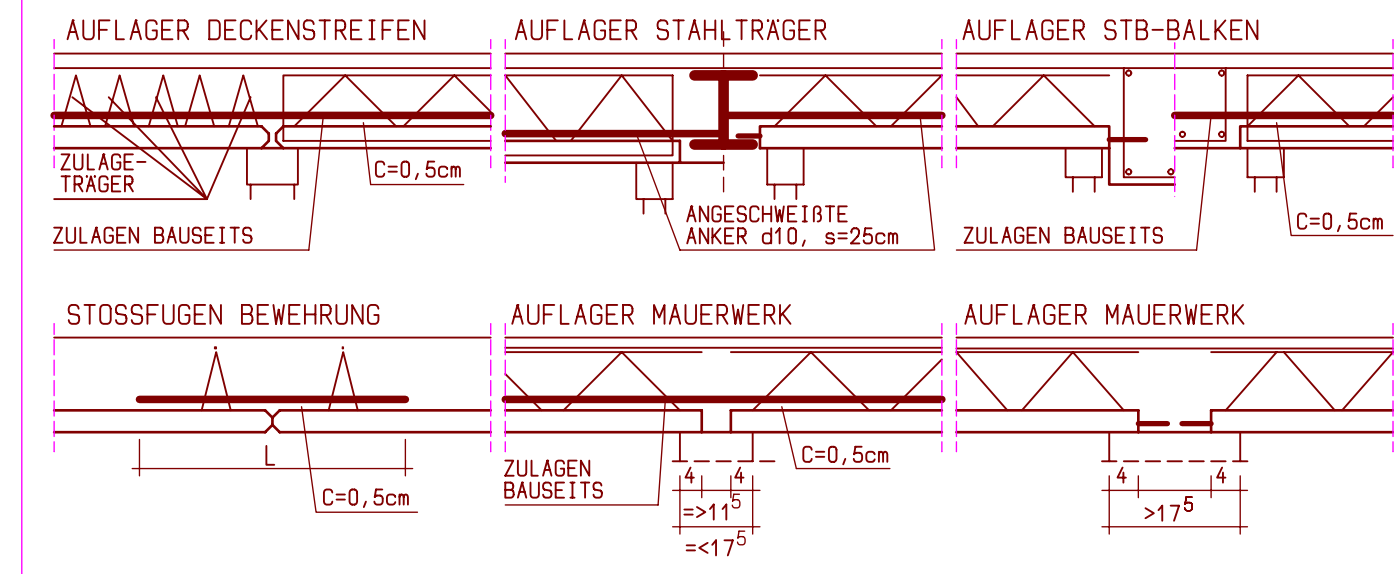 AUFLAGER DECKENSTREIFEN
ZULAGE-
TRÄGER
C=0,5cm
ZULAGEN BAUSEITS
AUFLAGER STAHLTRÄGER
ANGESCHWEIßTE
ANKER d10, s=25cm
AUFLAGER STB-BALKEN
C=0,5cm
ZULAGEN BAUSEITS
STOSSFUGEN BEWEHRUNG
L
C=0,5cm
AUFLAGER MAUERWERK
ZULAGEN
BAUSEITS
C=0,5cm
4 4
=>11⁵
=<17⁵
AUFLAGER MAUERWERK
4 4
>17⁵